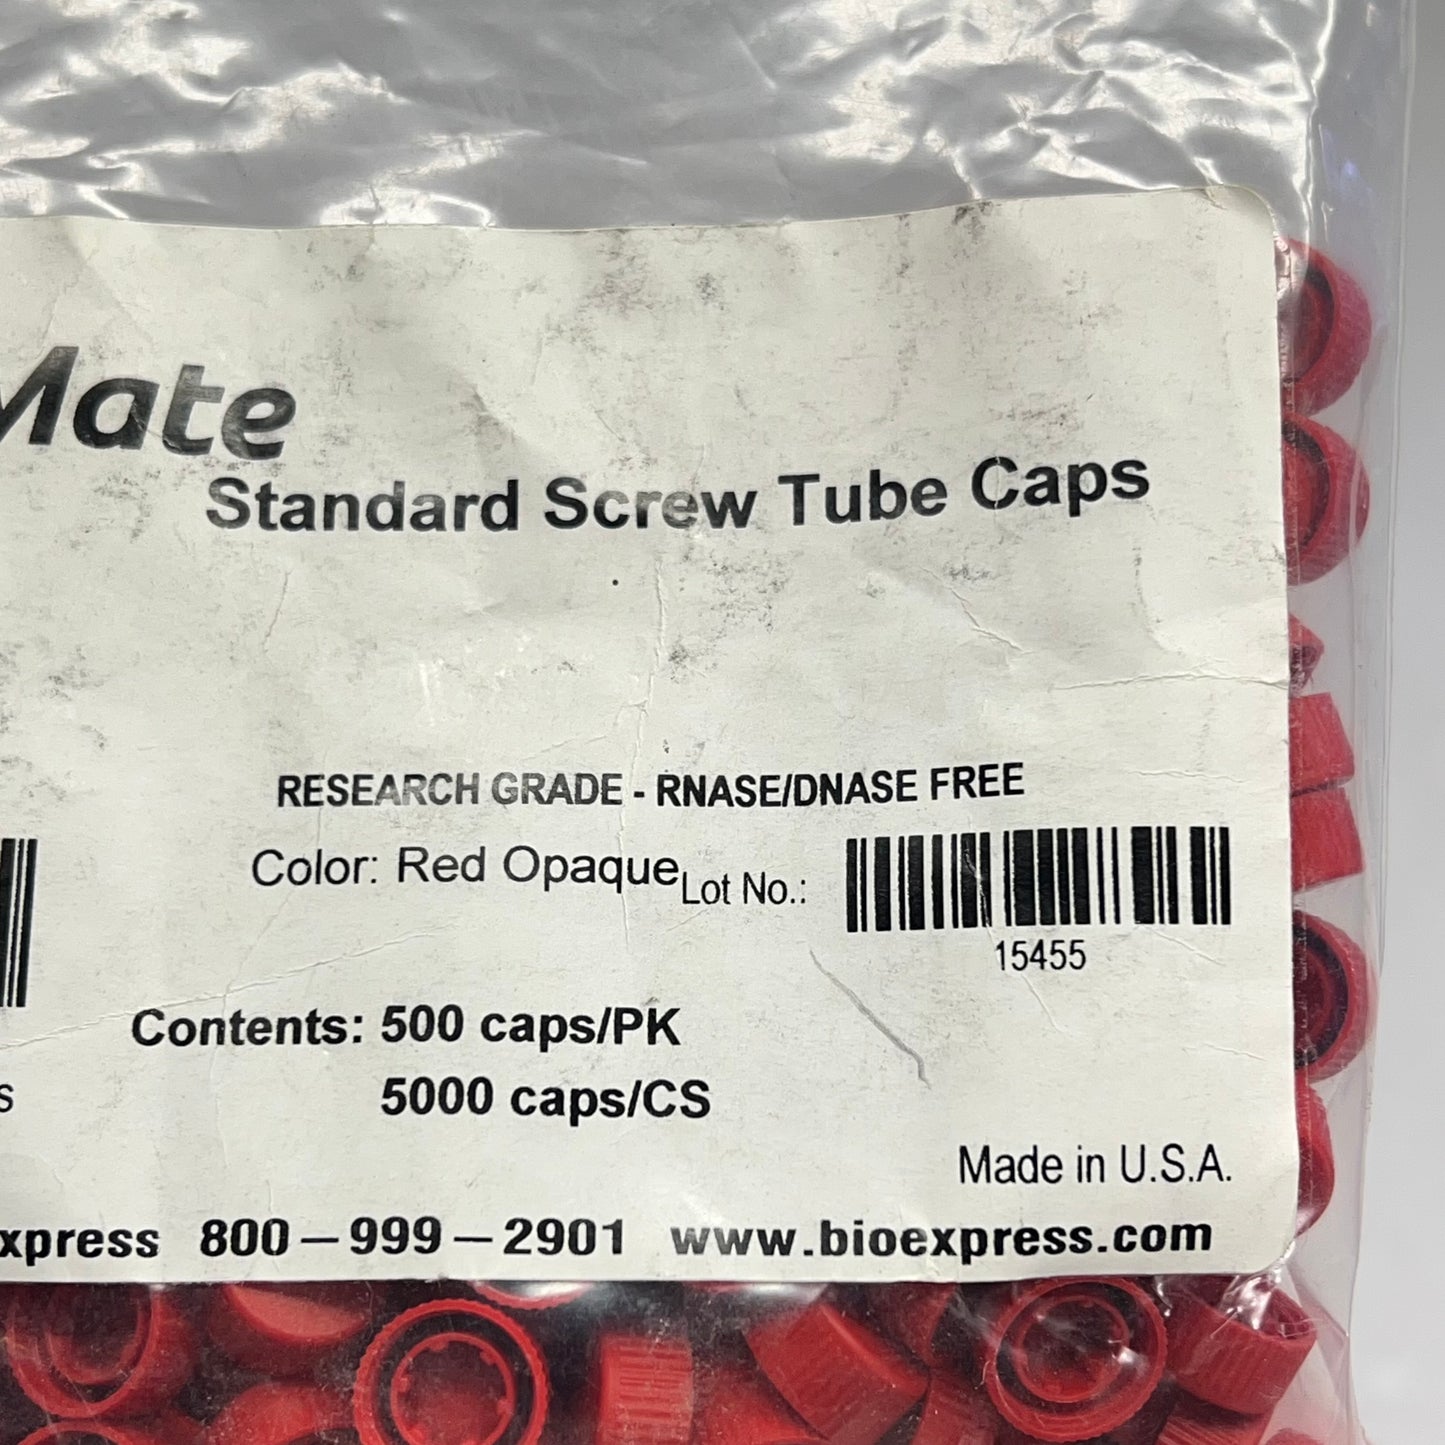 Mate
Standard Screw Tube Caps
RESEARCH GRADE - RNASE/DNASE FREE
Color: Red Opaque Lot No.:
15455
Contents: 500 caps/PK
5000 caps/CS
s
Made in U.S.A.
xpress 800-999-2901 www.bioexpress.com